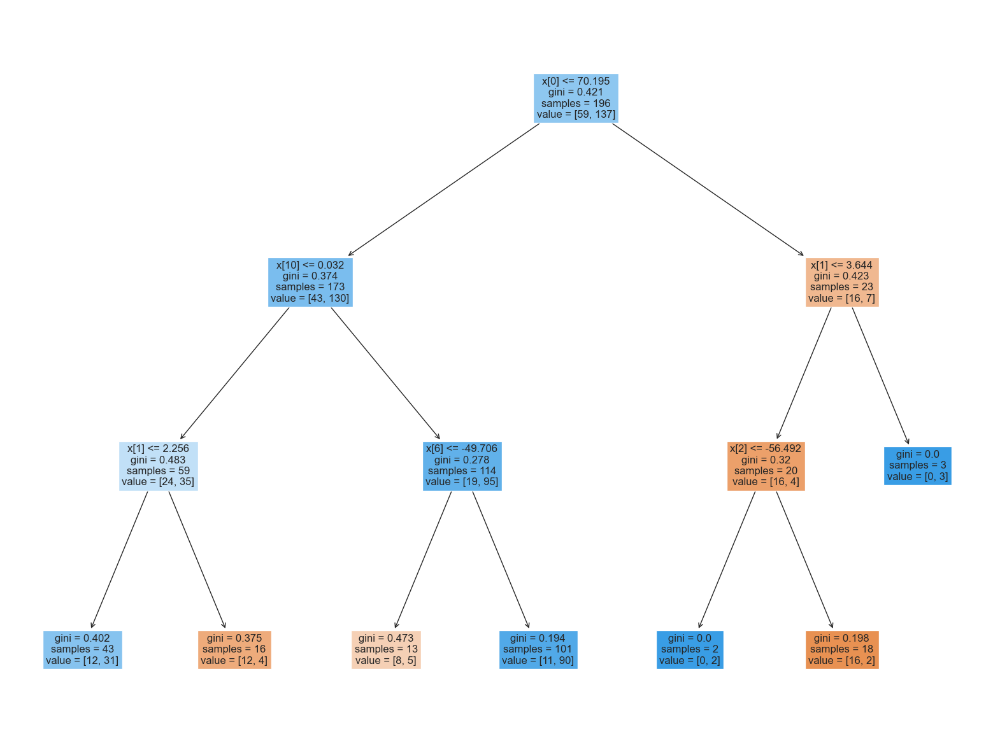 x[0] <= 70.195
gini = 0.421
samples = 196
value = [59, 137]
x[10] <= 0.032
gini = 0.374
samples = 173
value = [43, 130]
x[1] <= 3.644
gini = 0.423
samples = 23
value = [16, 7]
x[1] <= 2.256
gini = 0.483
samples = 59
value = [24, 35]
x[6] <= -49.706
gini = 0.278
samples = 114
value = [19, 95]
x[2] <= -56.492
gini = 0.32
samples = 20
value = [16, 4]
gini = 0.0
samples = 3
value = [0, 3]
gini = 0.402
samples = 43
value = [12, 31]
gini = 0.375
samples = 16
value = [12, 4]
gini = 0.473
samples = 13
value = [8, 5]
gini = 0.194
samples = 101
value = [11, 90]
gini = 0.0
samples = 2
value = [0, 2]
gini = 0.198
samples = 18
value = [16, 2]